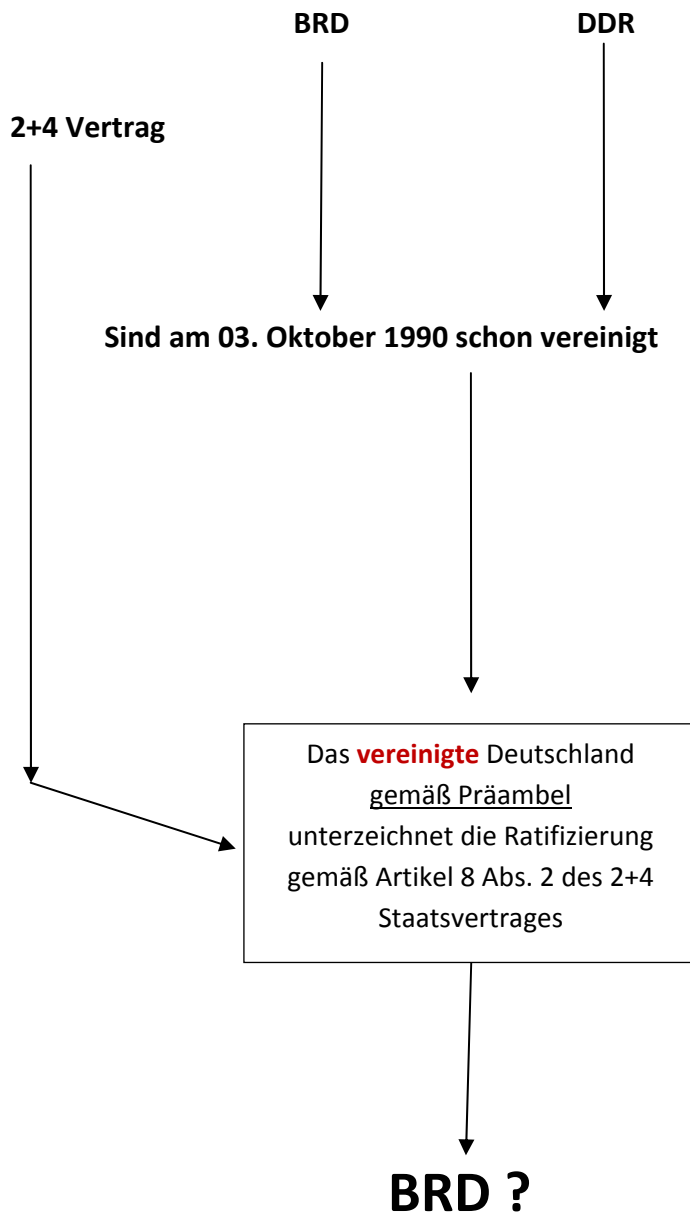 BRD
DDR
2+4 Vertrag
Sind am 03. Oktober 1990 schon vereinigt
Das vereinigte Deutschland
gemäß Präambel
unterzeichnet die Ratifizierung
gemäß Artikel 8 Abs. 2 des 2+4
Staatsvertrages
BRD ?